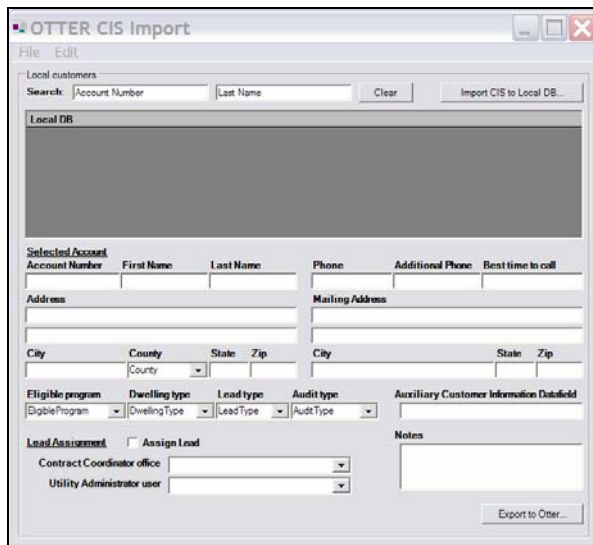 OTTER CIS Import
File Edit
Local customers
Search: Account Number Last Name Clear Import CIS to Local DB...
Local DB
Selected Account
Account Number First Name Last Name Phone Additional Phone Best time to call
Address Mailing Address
City County State Zip City State Zip
County
Eligible program Dwelling type Lead type Audit type Auxiliary Customer Information Datafield
EligibleProgram DwellingType LeadType AuditType
Lead Assignment Assign Lead Notes
Contract Coordinator office
Utility Administrator user
Export to Otter...